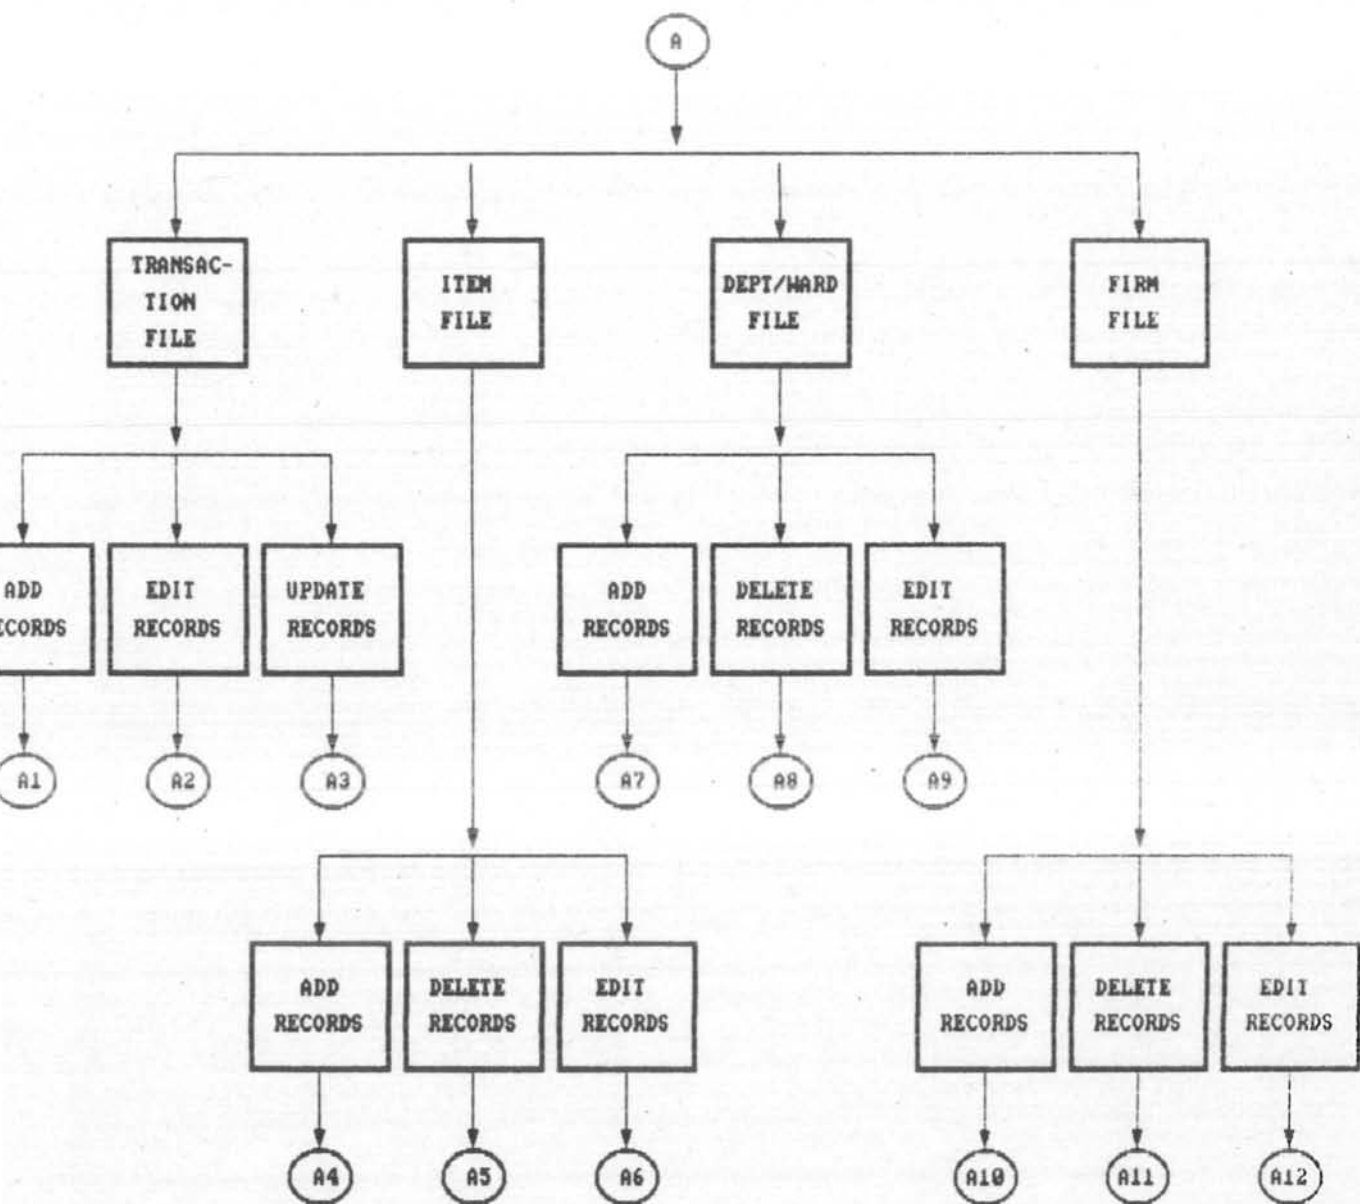 A
TRANSAC-
TION
FILE
ITEM
FILE
DEPT/WARD
FILE
FIRM
FILE
ADD
ECORDS
EDIT
RECORDS
UPDATE
RECORDS
ADD
RECORDS
DELETE
RECORDS
EDIT
RECORDS
A1
A2
A3
A7
A8
A9
ADD
RECORDS
DELETE
RECORDS
EDIT
RECORDS
ADD
RECORDS
DELETE
RECORDS
EDIT
RECORDS
A4
A5
A6
A10
A11
A12